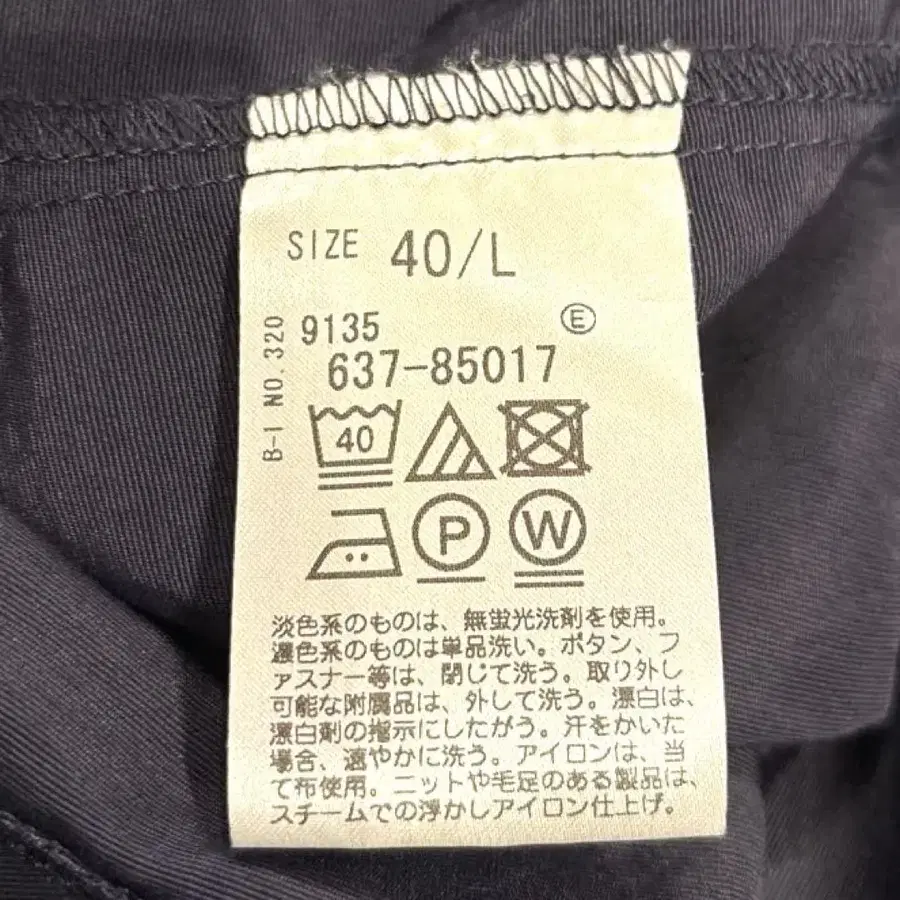 SIZE 40/L
B-I NO.320
9135 Ⓔ
637-85017
40
P W
淡色系のものは、無蛍光洗剤を使用。
濃色系のものは単品洗い。ボタン、フ
ァスナー等は、閉じて洗う。取り外し
可能な附属品は、外して洗う。漂白は、
漂白剤の指示にしたがう。汗をかいた
場合、速やかに洗う。アイロンは、当
て布使用。ニットや毛足のある製品は、
スチームでの浮かしアイロン仕上げ。